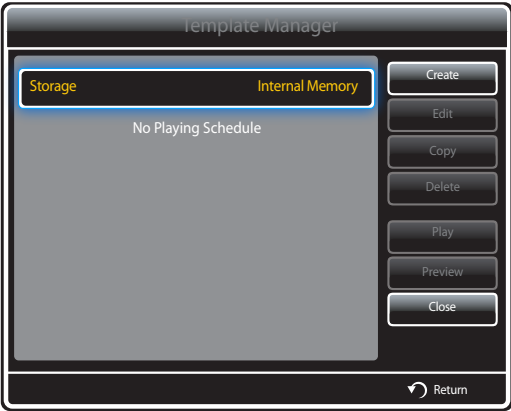 Template Manager
Storage Internal Memory
No Playing Schedule
Create
Edit
Copy
Delete
Play
Preview
Close
Return